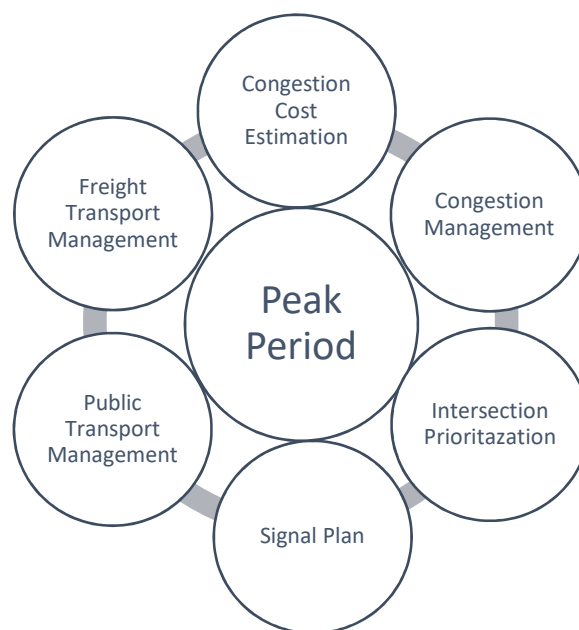 Congestion
Cost
Estimation
Congestion
Management
Intersection
Prioritazation
Signal Plan
Public
Transport
Management
Freight
Transport
Management
Peak
Period